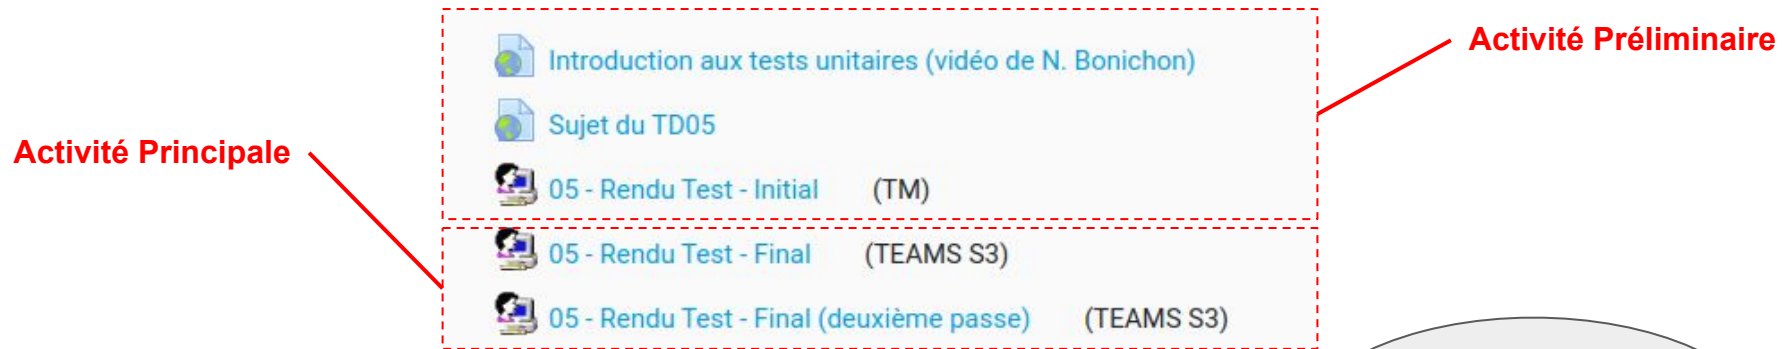 Introduction aux tests unitaires (vidéo de N. Bonichon)
Activité Préliminaire
Sujet du TD05
Activité Principale
05 - Rendu Test - Initial (TM)
05 - Rendu Test - Final (TEAMS S3)
05 - Rendu Test - Final (deuxième passe) (TEAMS S3)